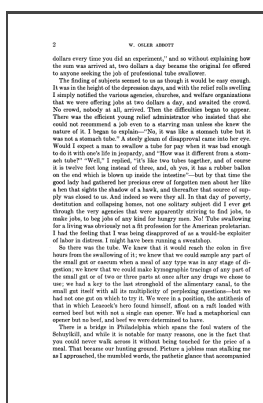 2 W. OSLER ABBOTT
dollars every time you did an experiment," and so without explaining how
the sum was arrived at, two dollars a day became the original fee offered
to anyone seeking the job of professional tube swallower.
The finding of subjects seemed to us as though it would be easy enough.
It was in the height of the depression days, and with the relief rolls swelling
I simply notified the various agencies, churches, and welfare organizations
that we were offering jobs at two dollars a day, and awaited the crowd.
No crowd, nobody at all, arrived. Then the difficulties began to appear.
There was the efficient young relief administrator who insisted that she
could not recommend a job even to a starving man unless she knew the
nature of it. I began to explain—"No, it was like a stomach tube but it
was not a stomach tube." A steely gleam of disapproval came into her eye.
Would I expect a man to swallow a tube for pay when it was bad enough
to do it with one's life in jeopardy, and "How was it different from a stom-
ach tube?" "Well," I replied, "it's like two tubes together, and of course
it is twelve feet long instead of three, and, oh yes, it has a rubber balloon
on the end which is blown up inside the intestine"—but by this time the
good lady had gathered her precious crew of forgotten men about her like
a hen that sights the shadow of a hawk, and thereafter that source of sup-
ply was closed to us. And indeed so were they all. In that day of poverty,
destitution and collapsing homes, not one solitary subject did I ever get
through the very agencies that were apparently striving to find jobs, to
make jobs, to beg jobs of any kind for hungry men. No! Tube swallowing
for a living was obviously not a fit profession for the American proletarian.
I had the feeling that I was being disapproved of as a would-be exploiter
of labor in distress. I might have been running a sweatshop.
So there was the tube. We knew that it would reach the colon in five
hours from the swallowing of it; we knew that we could sample any part of
the small gut or caecum when a meal of any type was in any stage of di-
gestion; we knew that we could make kymographic tracings of any part of
the small gut or of two or three parts at once after any drugs we chose to
use; we had a key to the last stronghold of the alimentary canal, to the
small gut itself with all its multiplicity of perplexing questions—but we
had not one gut on which to try it. We were in a position, the antithesis of
that in which Leacock's hero found himself, afloat on a raft loaded with
corned beef but with not a single can opener. We had a metaphorical can
opener but no beef, and beef we were determined to have.
There is a bridge in Philadelphia which spans the foul waters of the
Schuylkill, and while it is notable for many reasons, one is the fact that
you could never walk across it without being touched for the price of a
meal. That became our hunting ground. Picture a jobless man stalking me
as I approached, the mumbled words, the pathetic glance that accompanied